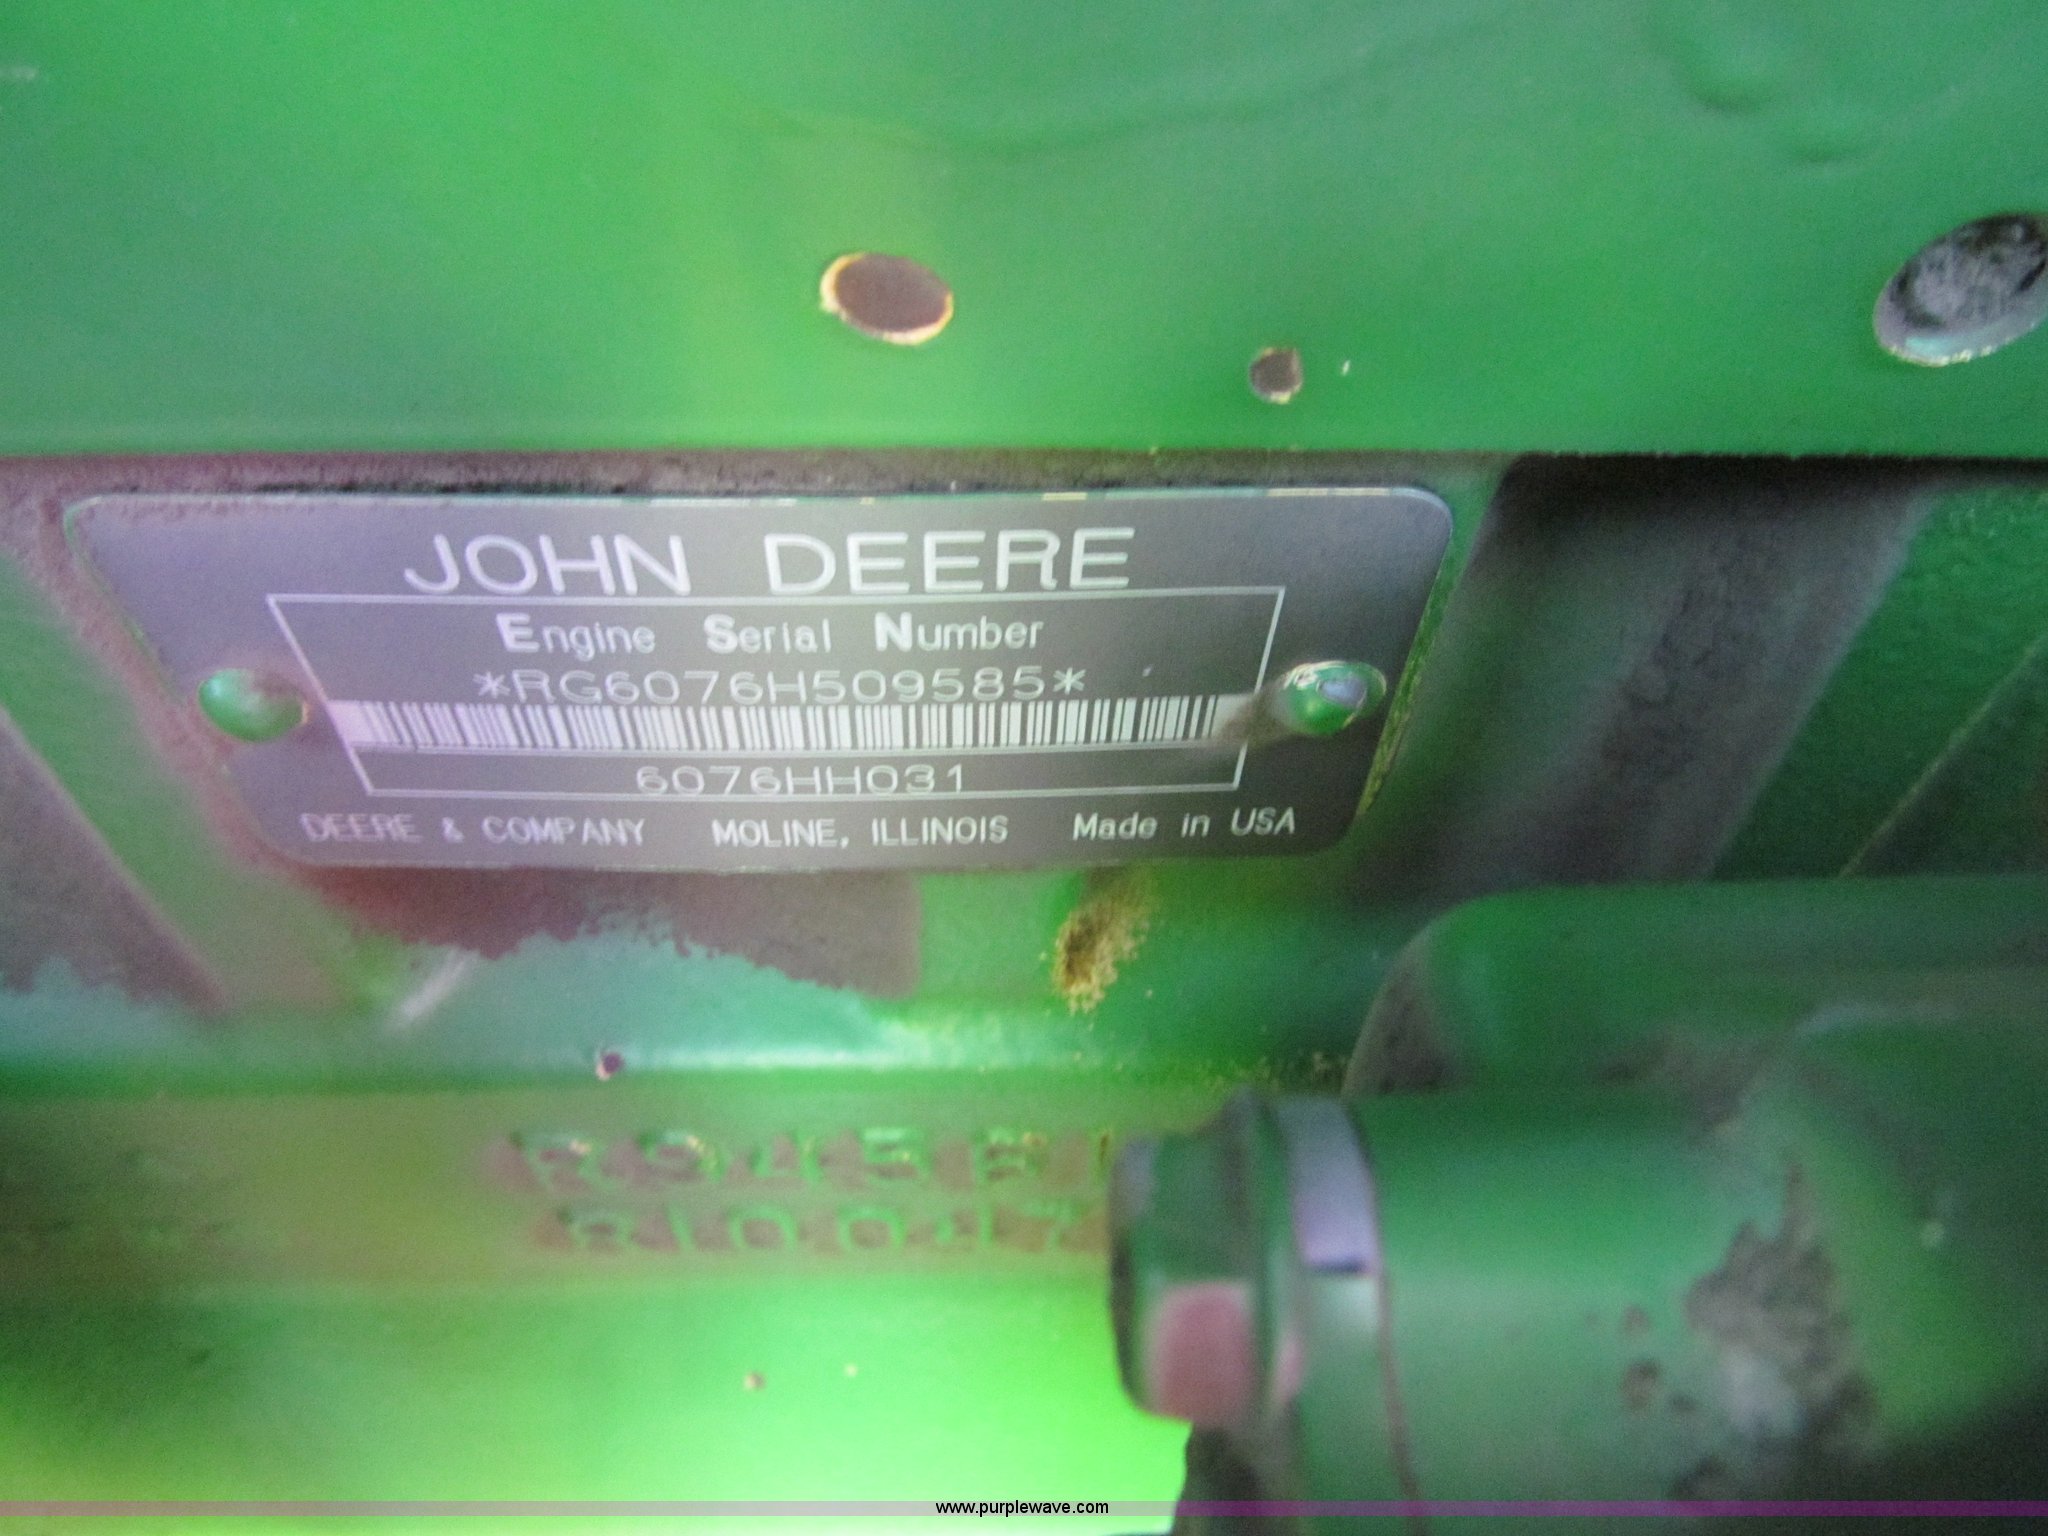 JOHN DEERE
Engine Serial Number
*RG6076H509585*
6076HH031
DEERE & COMPANY MOLINE, ILLINOIS Made in USA
www.purplewave.com